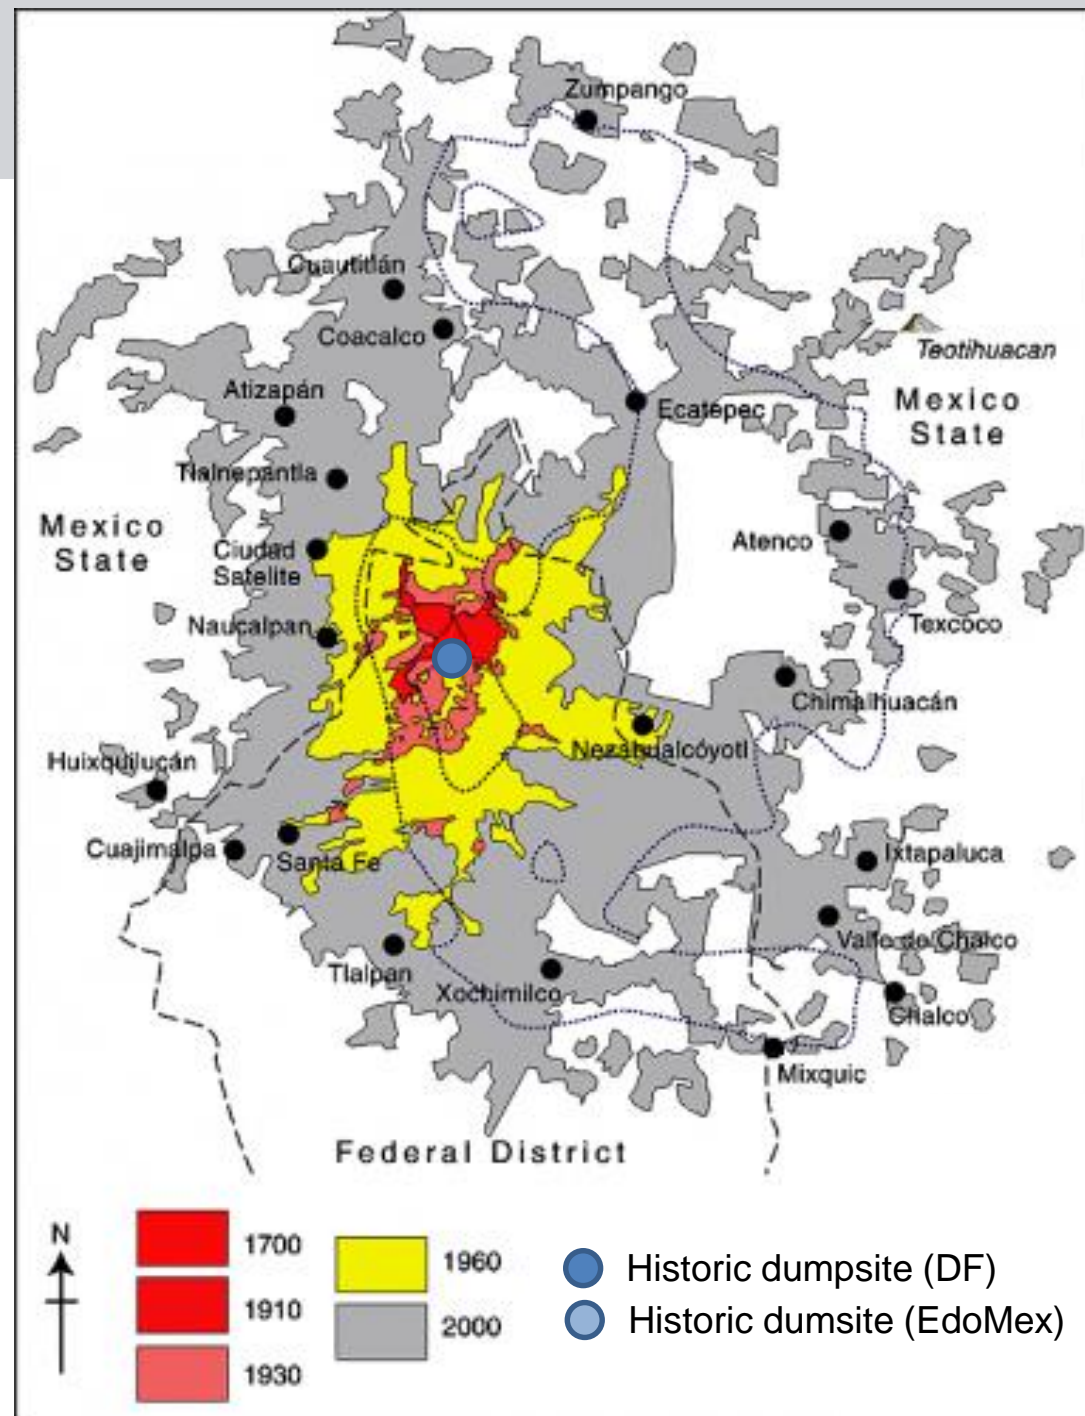 Zumpango
Cuautitlán
Coacalco
Teotihuacan
Atizapán
Ecatepec
Mexico
State
Tlalnepantla
Mexico
State
Ciudad
Satelite
Atenco
Naucalpan
Texcoco
Chimalhuacán
Nezahualcóyotl
Huixquilucán
Cuajimalpa
Santa Fe
Ixtapaluca
Valle de Chalco
Tlalpan
Xochimilco
Chalco
Mixquic
Federal District
N
1700
1910
1930
1960
2000
Historic dumpsite (DF)
Historic dumsite (EdoMex)